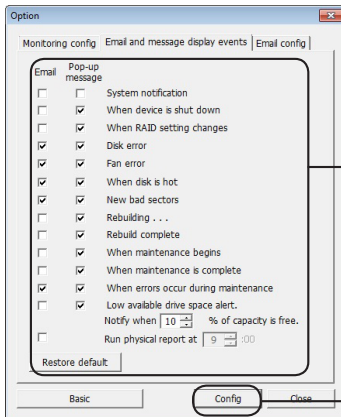 Option
Monitoring config Email and message display events Email config
Email Pop-up message
System notification
When device is shut down
When RAID setting changes
Disk error
Fan error
When disk is hot
New bad sectors
Rebuilding . . .
Rebuild complete
When maintenance begins
When maintenance is complete
When errors occur during maintenance
Low available drive space alert.
Notify when 10 % of capacity is free.
Run physical report at 9 :00
Restore default
Basic Config Close